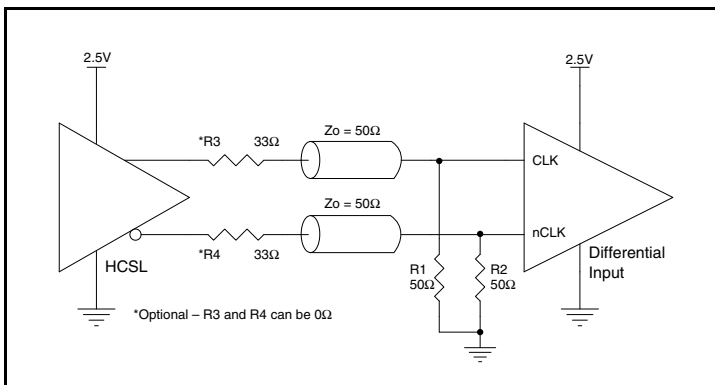 2.5V
2.5V
*R3 33Ω
Zo = 50Ω
CLK
Zo = 50Ω
nCLK
*R4 33Ω
HCSL
R1
50Ω
R2
50Ω
Differential
Input
*Optional – R3 and R4 can be 0Ω